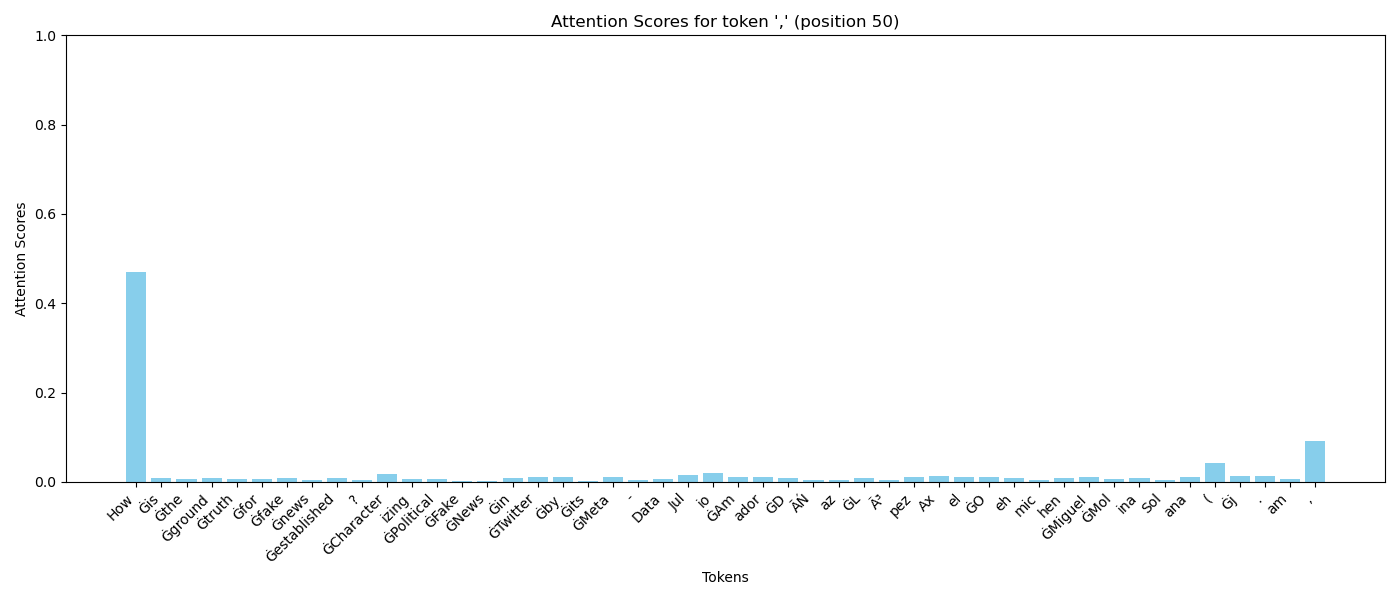 Attention Scores for token ',' (position 50)
1.0
0.8
0.6
0.4
0.2
0.0
Attention Scores
How
Ġis
Ġthe
Ġground
Ġtruth
Ġfor
Ġfake
Ġnews
Ġestablished
?
ĠCharacter
izing
ĠPolitical
ĠFake
ĠNews
Ġin
ĠTwitter
Ġby
Ġits
ĠMeta
-
Data
Jul
io
ĠAm
ador
ĠD
ÃŃ
az
ĠL
Ã³
pez
Ax
el
ĠO
eh
mic
hen
ĠMiguel
ĠMol
ina
Sol
ana
(
Ġj
.
am
,
Tokens